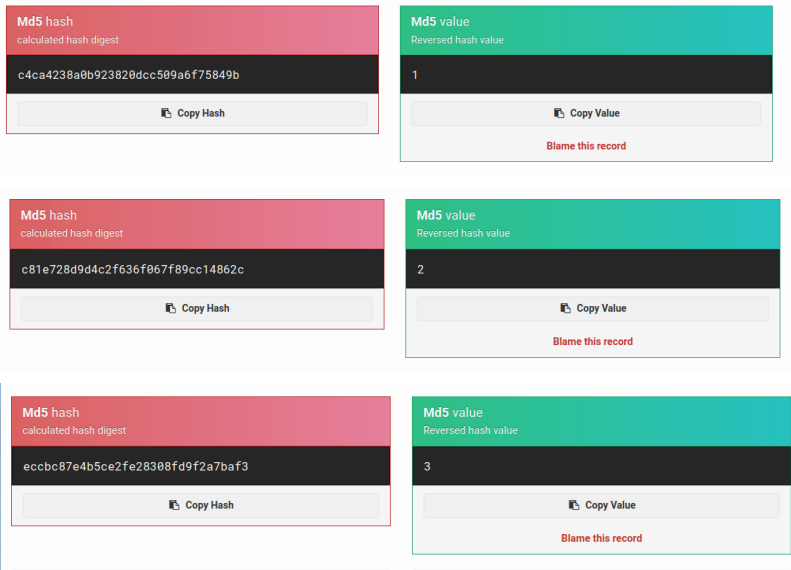 Md5 hash
calculated hash digest
c4ca4238a0b923820dcc509a6f75849b
Copy Hash
Md5 value
Reversed hash value
1
Copy Value
Blame this record
Md5 hash
calculated hash digest
c81e728d9d4c2f636f067f89cc14862c
Copy Hash
Md5 value
Reversed hash value
2
Copy Value
Blame this record
Md5 hash
calculated hash digest
eccbc87e4b5ce2fe28308fd9f2a7baf3
Copy Hash
Md5 value
Reversed hash value
3
Copy Value
Blame this record